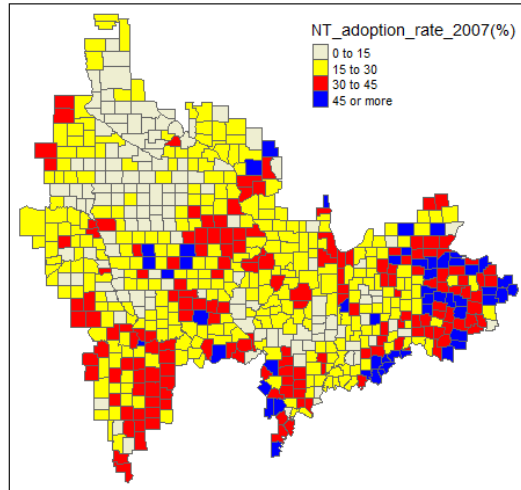 NT_adoption_rate_2007(%)
0 to 15
15 to 30
30 to 45
45 or more